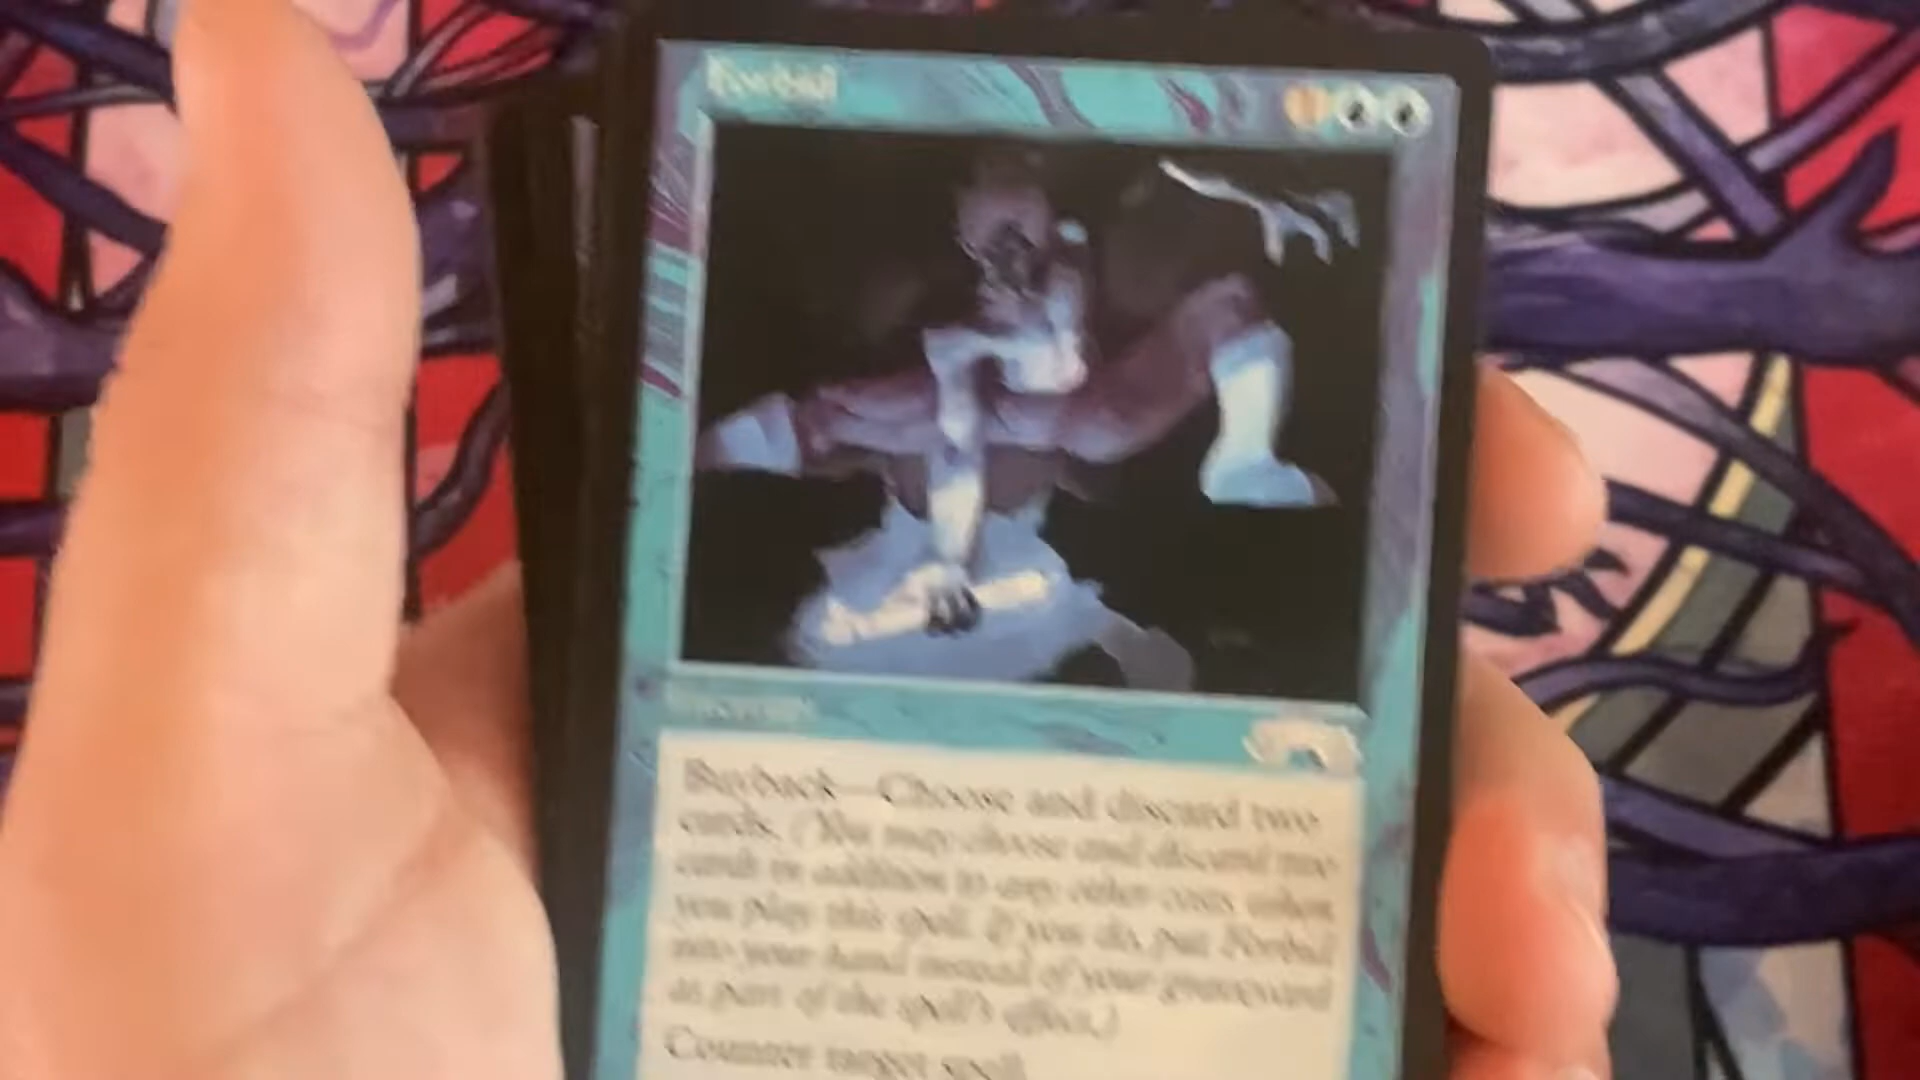 Forbid
Interrupt
Buyback—Choose and discard two
cards. (You may choose and discard two
cards in addition to any other costs when
you play this spell. If you do, put Forbid
into your hand instead of your graveyard
as part of the spell's effect.)
Counter target spell.